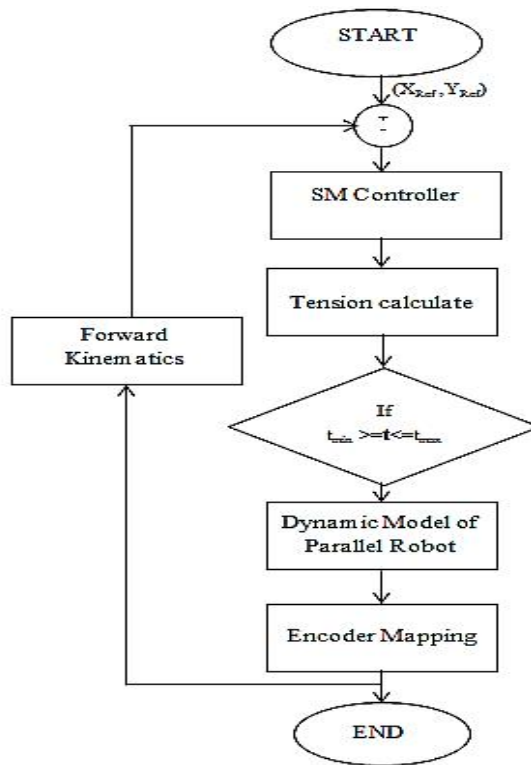 START
(X_Ref, Y_Ref)
+
-
SM Controller
Tension calculate
Forward
Kinematics
If
t_min >=t<=t_max
Dynamic Model of
Parallel Robot
Encoder Mapping
END